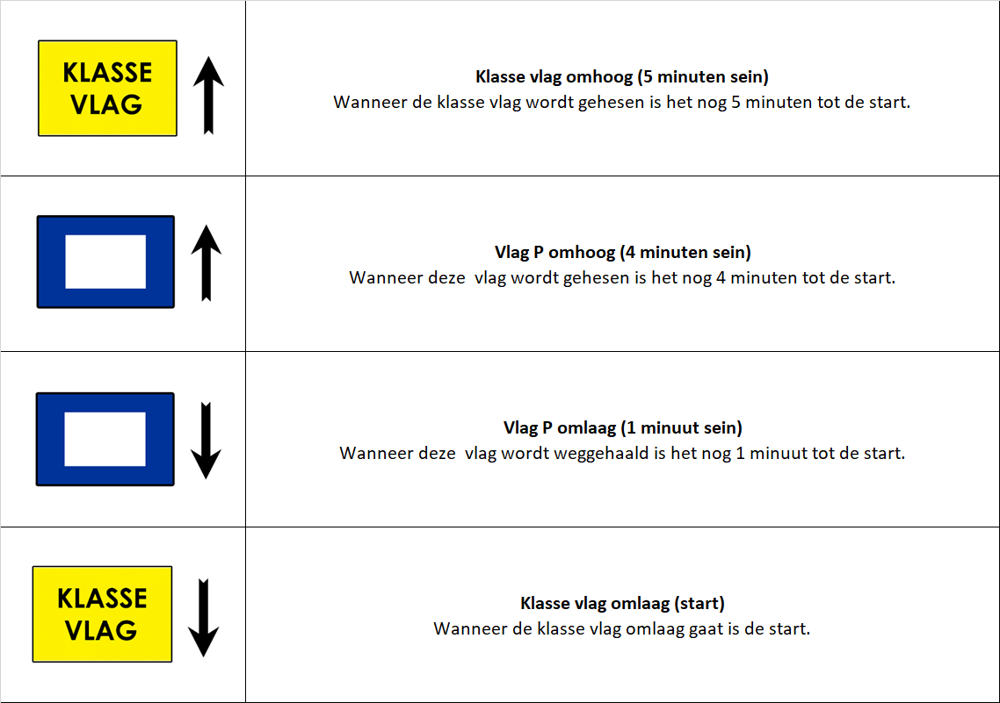 KLASSE
VLAG
Klasse vlag omhoog (5 minuten sein)
Wanneer de klasse vlag wordt gehesen is het nog 5 minuten tot de start.
Vlag P omhoog (4 minuten sein)
Wanneer deze  vlag wordt gehesen is het nog 4 minuten tot de start.
Vlag P omlaag (1 minuut sein)
Wanneer deze  vlag wordt weggehaald is het nog 1 minuut tot de start.
KLASSE
VLAG
Klasse vlag omlaag (start)
Wanneer de klasse vlag omlaag gaat is de start.